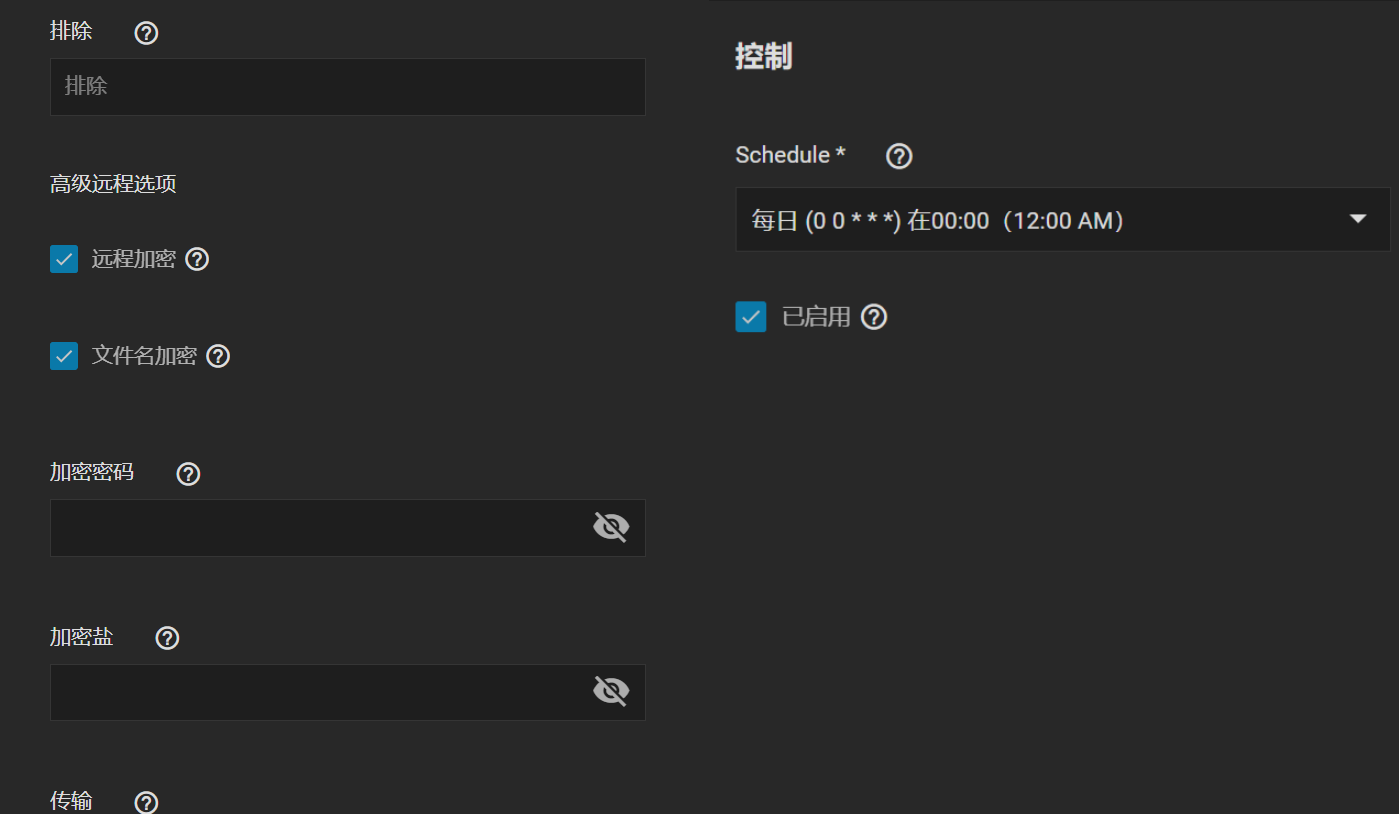 排除
排除
高级远程选项
远程加密
文件名加密
加密密码
加密盐
传输
控制
Schedule *
每日 (0 0 * * *) 在00:00（12:00 AM）
已启用